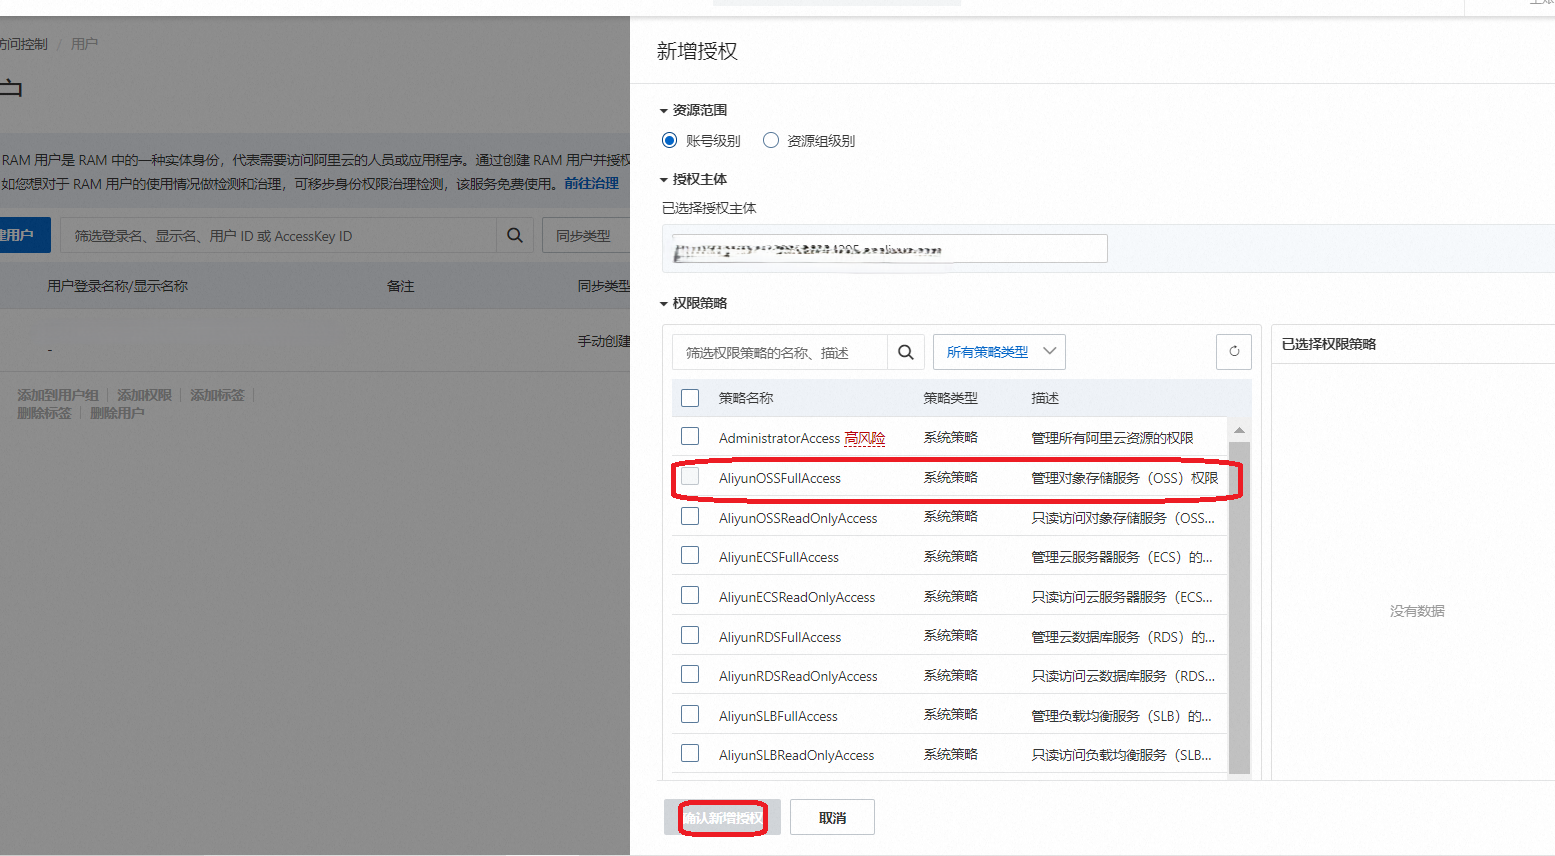 访问控制 / 用户
户
新增授权
资源范围
账号级别
资源组级别
RAM 用户是 RAM 中的一种实体身份，代表需要访问阿里云的人员或应用程序。通过创建 RAM 用户并授权
如您想对于 RAM 用户的使用情况做检测和治理，可移步身份权限治理检测，该服务免费使用。前往治理
授权主体
已选择授权主体
建用户
筛选登录名、显示名、用户 ID 或 AccessKey ID
同步类型
用户登录名称/显示名称
备注
同步类型
-
手动创建
添加到用户组
添加权限
添加标签
删除标签
删除用户
权限策略
筛选权限策略的名称、描述
所有策略类型
已选择权限策略
没有数据
策略名称 策略类型 描述
AdministratorAccess 高风险 系统策略 管理所有阿里云资源的权限
AliyunOSSFullAccess 系统策略 管理对象存储服务（OSS）权限
AliyunOSSReadOnlyAccess 系统策略 只读访问对象存储服务（OSS...
AliyunECSFullAccess 系统策略 管理云服务器服务（ECS）的...
AliyunECSReadOnlyAccess 系统策略 只读访问云服务器服务（ECS...
AliyunRDSFullAccess 系统策略 管理云数据库服务（RDS）的...
AliyunRDSReadOnlyAccess 系统策略 只读访问云数据库服务（RDS...
AliyunSLBFullAccess 系统策略 管理负载均衡服务（SLB）的...
AliyunSLBReadOnlyAccess 系统策略 只读访问负载均衡服务（SLB...
确认新增授权
取消